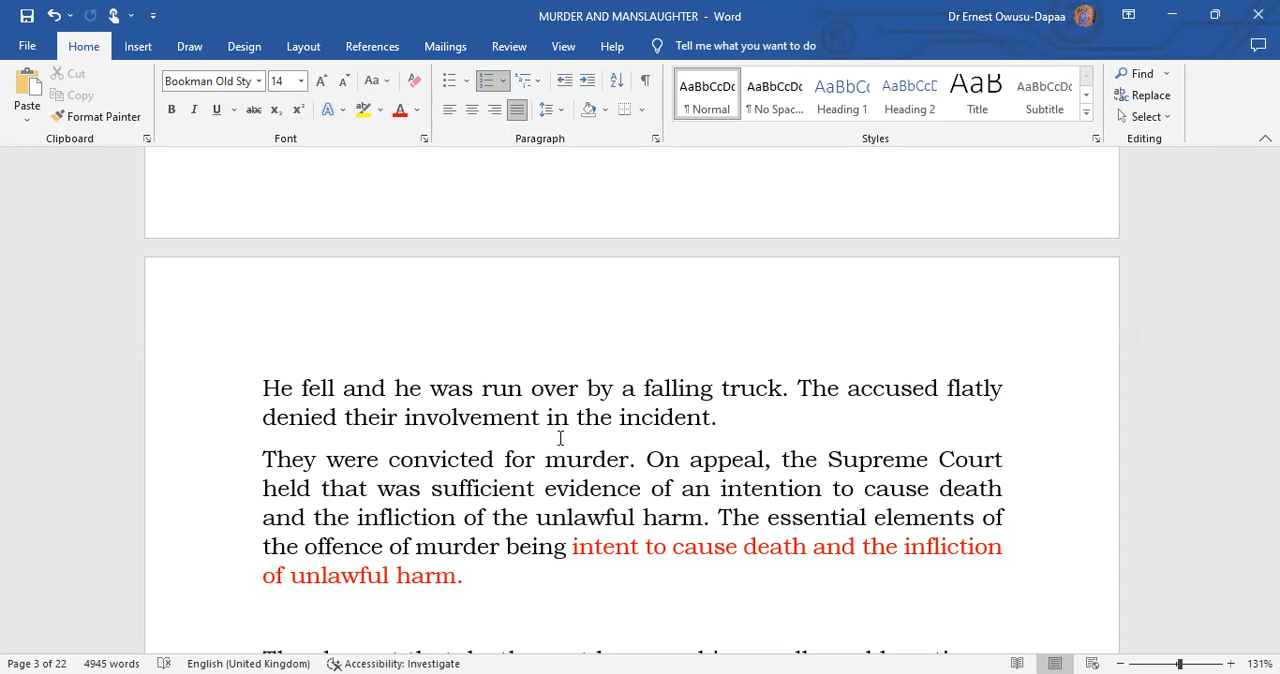 MURDER AND MANSLAUGHTER - Word
Dr Ernest Owusu-Dapaa
File Home Insert Draw Design Layout References Mailings Review View Help Tell me what you want to do
Paste
Cut
Copy
Format Painter
Clipboard
Bookman Old Sty 14
Font
Paragraph
AaBbCcDc AaBbCcDc AaBbCc AaBbCcD AaB AaBbCcDc
¶ Normal ¶ No Spac... Heading 1 Heading 2 Title Subtitle
Styles
Find
Replace
Select
Editing
He fell and he was run over by a falling truck. The accused flatly
denied their involvement in the incident.
They were convicted for murder. On appeal, the Supreme Court
held that was sufficient evidence of an intention to cause death
and the infliction of the unlawful harm. The essential elements of
the offence of murder being intent to cause death and the infliction
of unlawful harm.
Page 3 of 22 4945 words English (United Kingdom) Accessibility: Investigate 131%